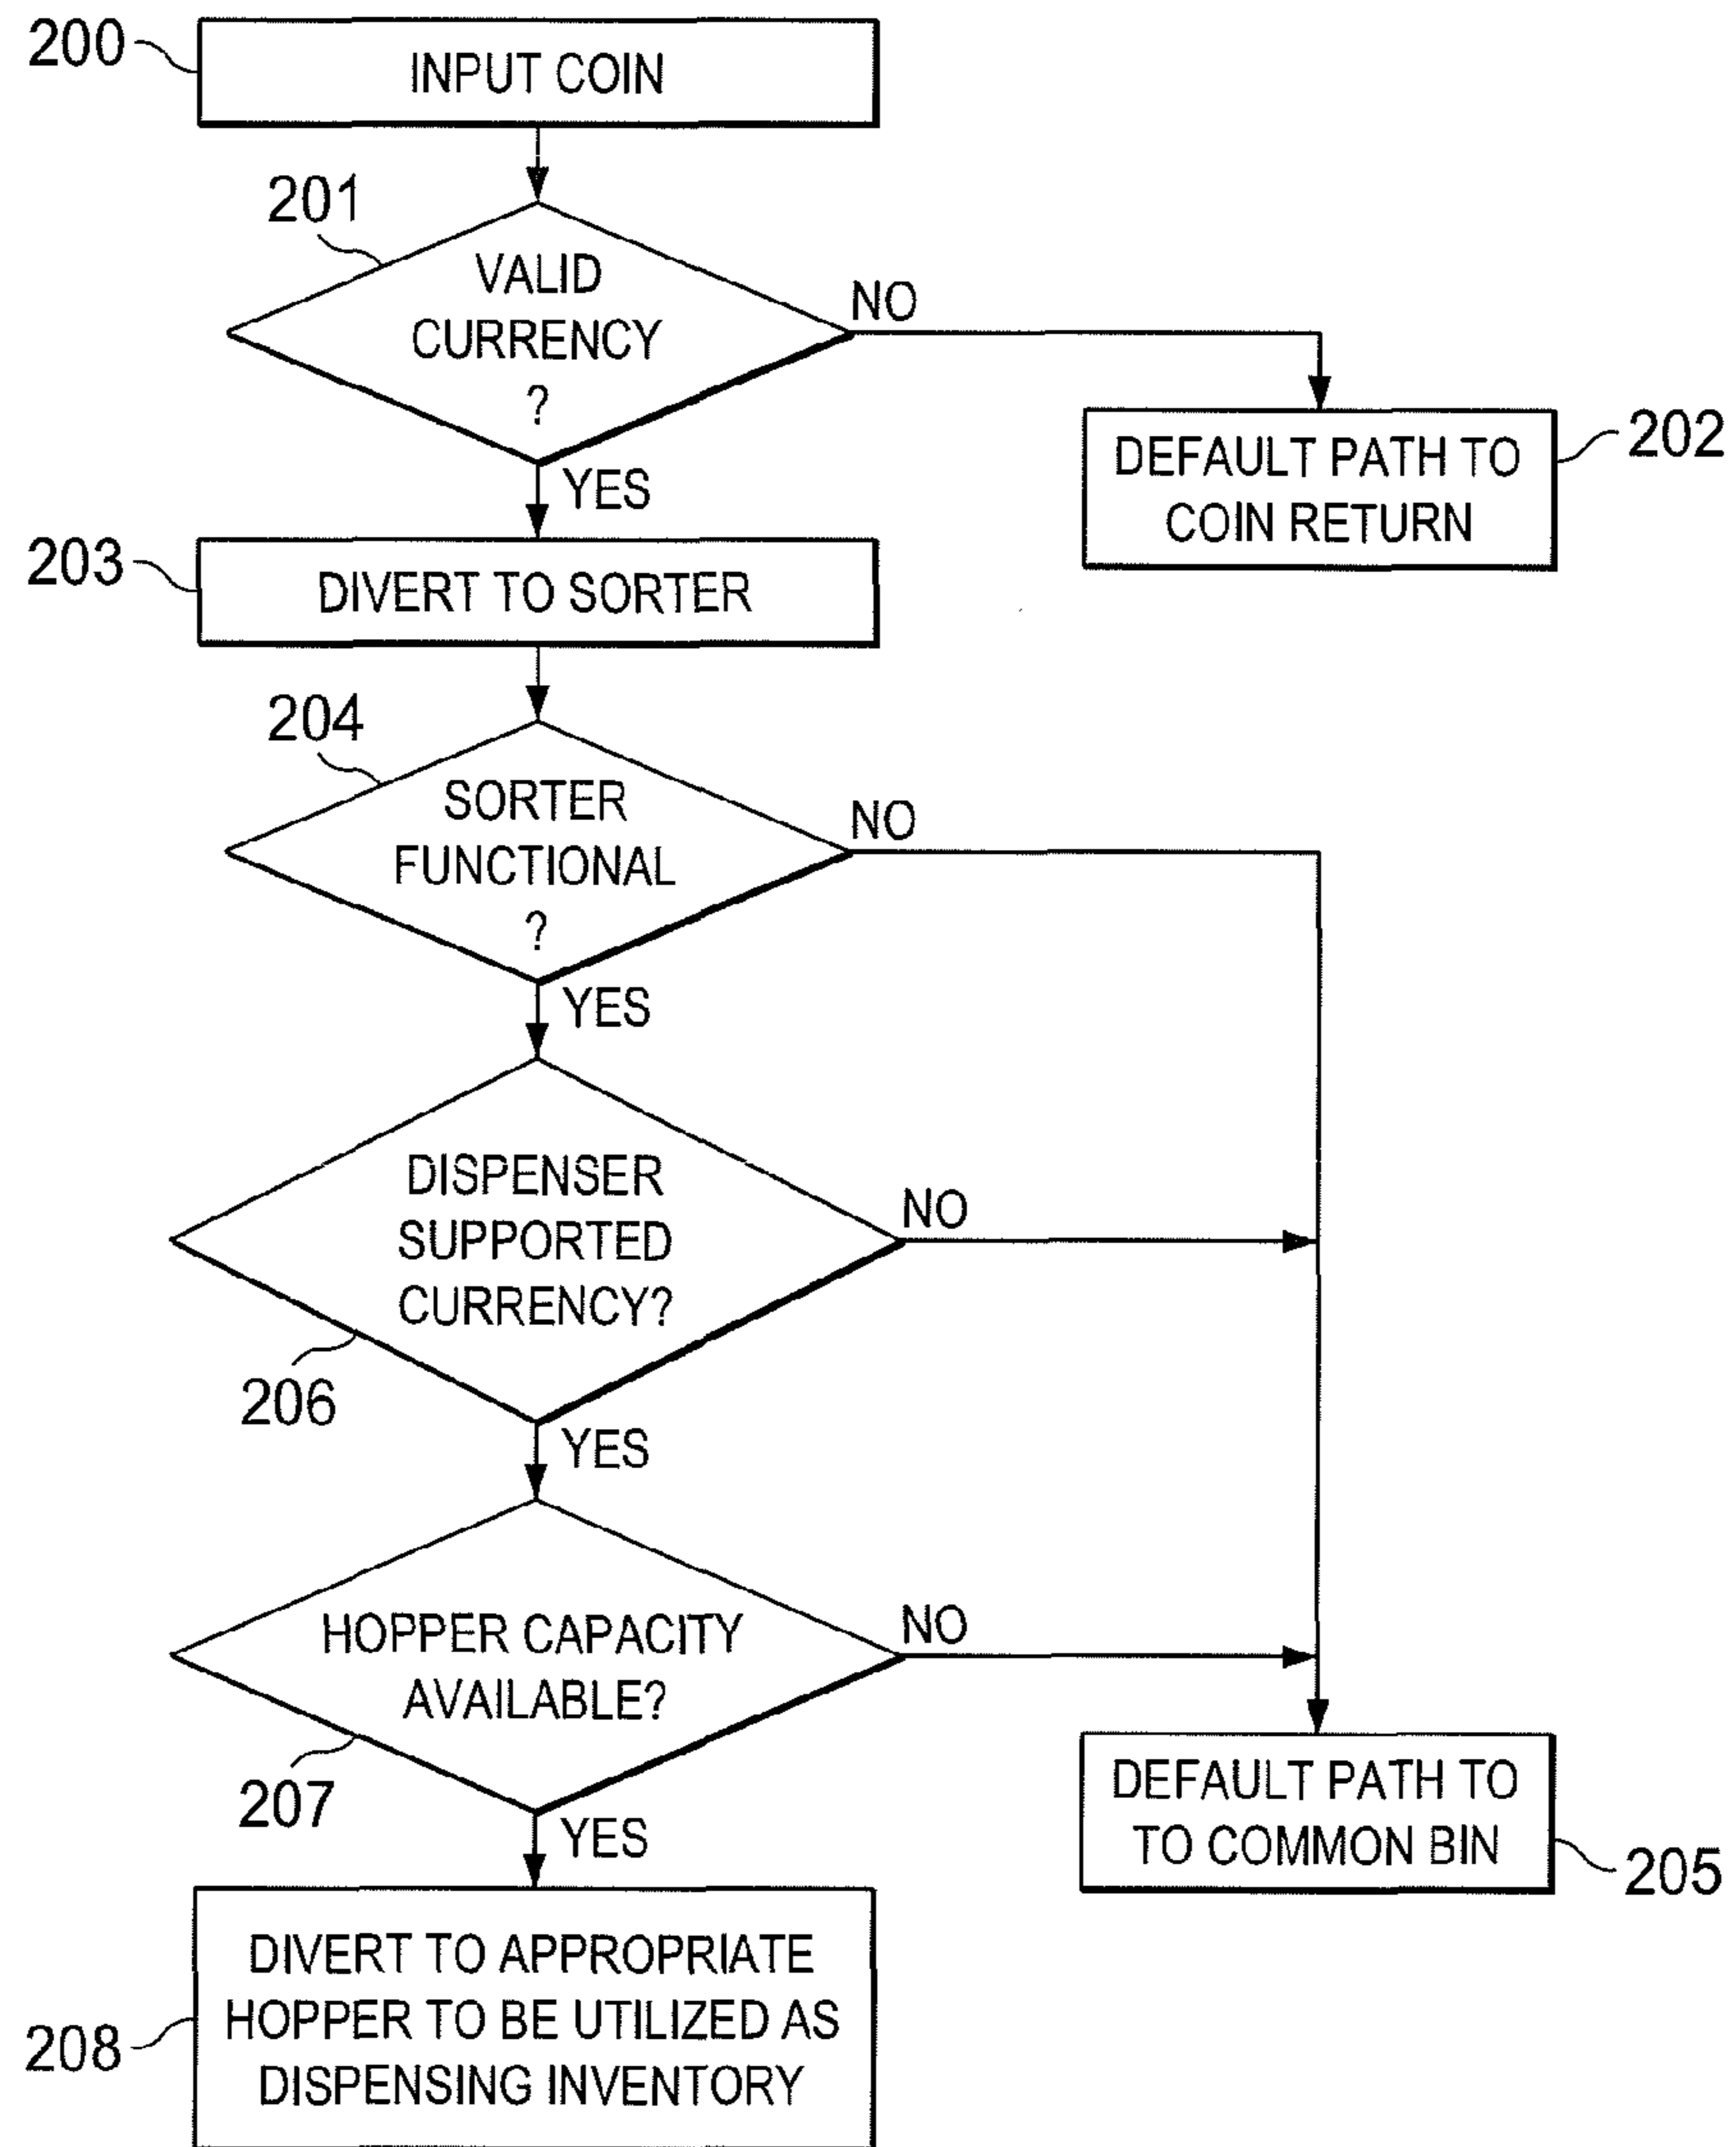 200
INPUT COIN
201
VALID
CURRENCY
?
NO
YES
DEFAULT PATH TO
COIN RETURN
202
203
DIVERT TO SORTER
204
SORTER
FUNCTIONAL
?
NO
YES
DISPENSER
SUPPORTED
CURRENCY?
NO
206
YES
HOPPER CAPACITY
AVAILABLE?
NO
207
YES
DEFAULT PATH TO
TO COMMON BIN
205
DIVERT TO APPROPRIATE
HOPPER TO BE UTILIZED AS
DISPENSING INVENTORY
208